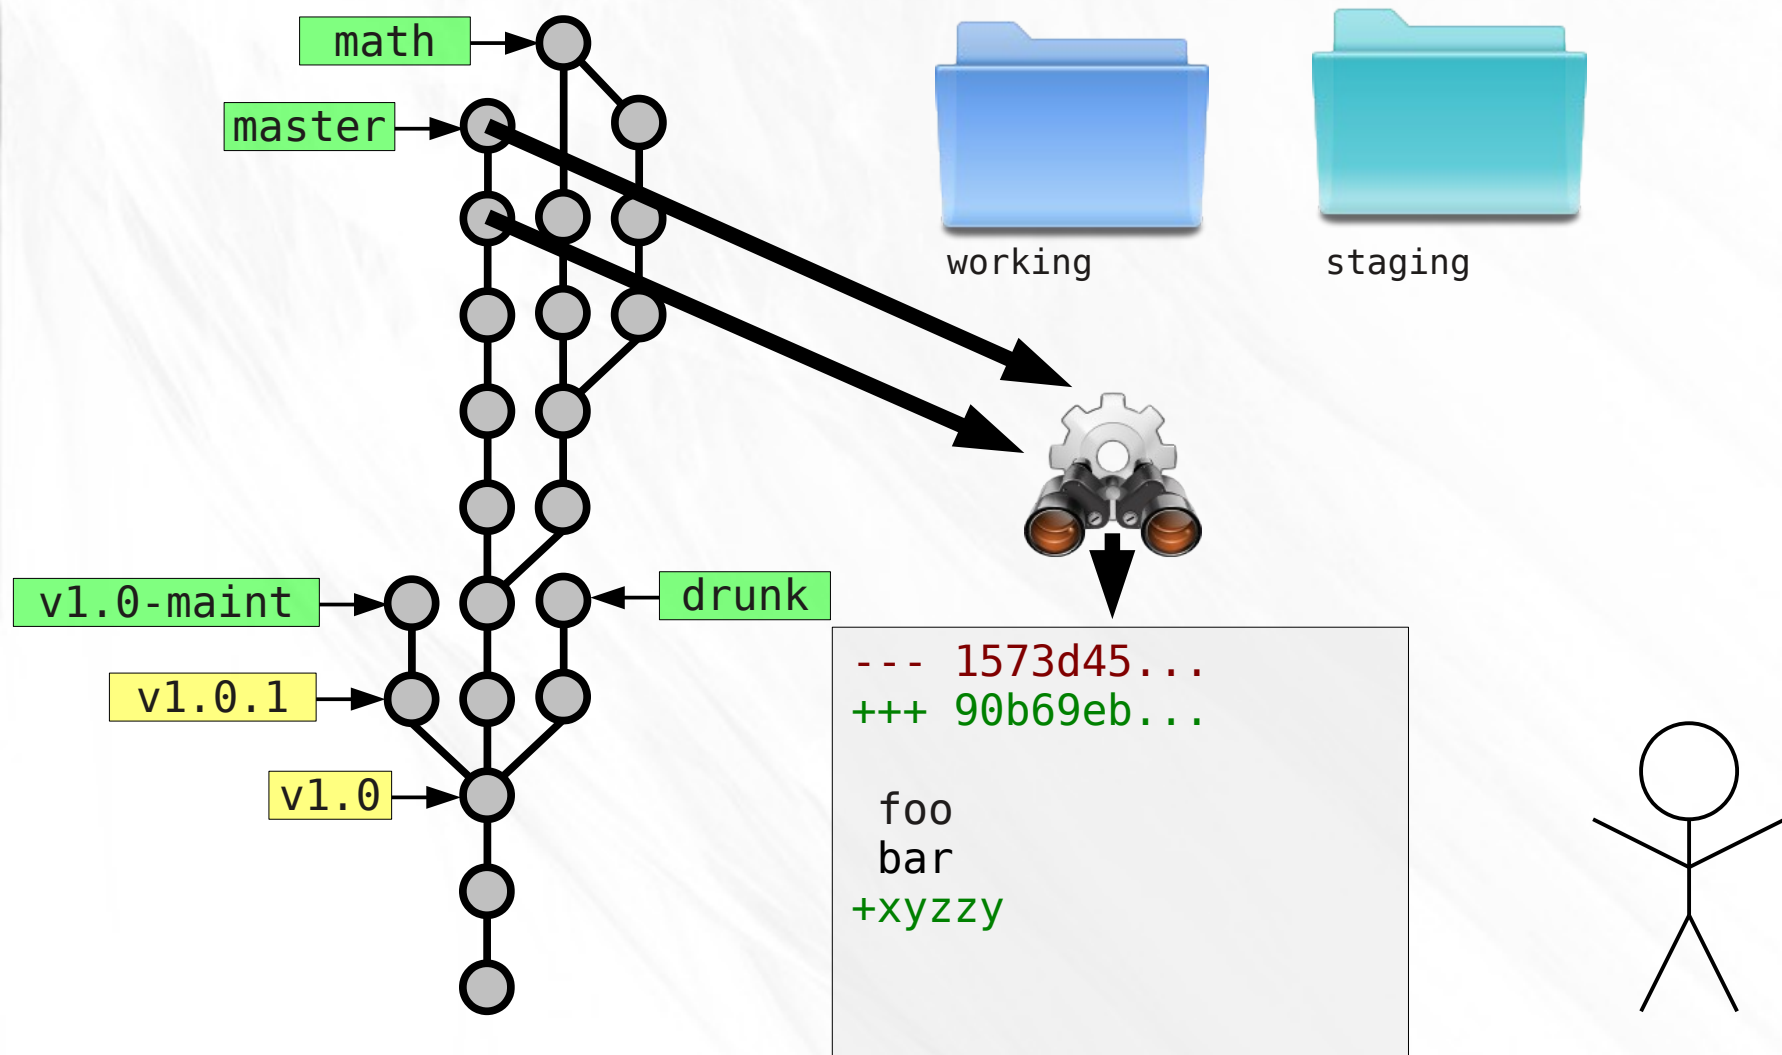 math
master
working
staging
v1.0-maint
drunk
v1.0.1
v1.0
--- 1573d45...
+++ 90b69eb...
foo
bar
+xyzzy